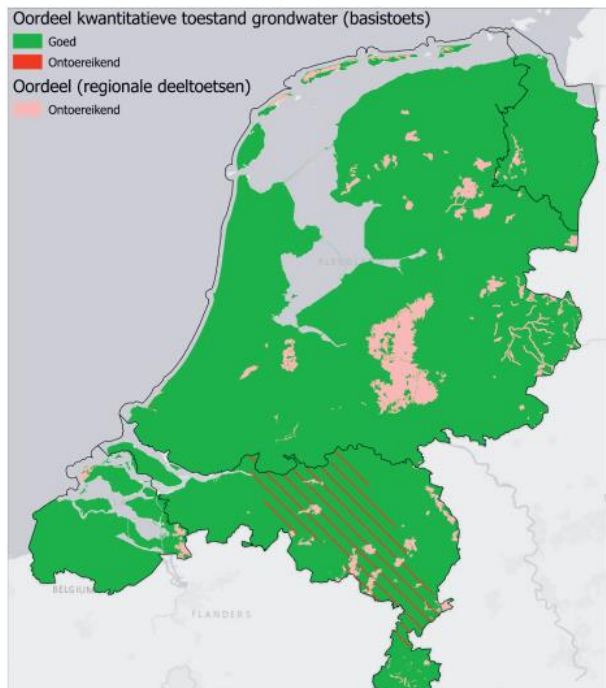 Oordeel kwantitatieve toestand grondwater (basistoets)
Goed
Ontoereikend
Oordeel (regionale deeltoetsen)
Ontoereikend
BELGIUM
FLANDERS